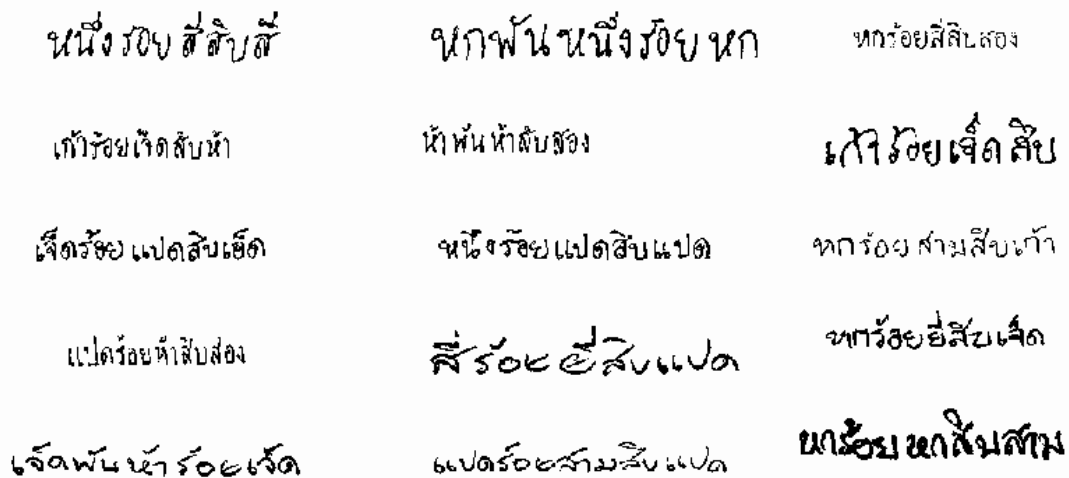 หนึ่งร้อยสี่สิบสี่ หกพันหนึ่งร้อยหก หกร้อยสี่สิบสอง
เก้าร้อยเจ็ดสิบห้า ห้าพันห้าสิบสอง เก้าร้อยเจ็ดสิบ
เจ็ดร้อยแปดสิบเอ็ด หนึ่งร้อยแปดสิบแปด หกร้อยสามสิบเก้า
แปดร้อยห้าสิบสอง สี่ร้อยยี่สิบแปด หกร้อยยี่สิบเจ็ด
เจ็ดพันห้าร้อยเจ็ด แปดร้อยสามสิบแปด หกร้อยหกสิบสาม